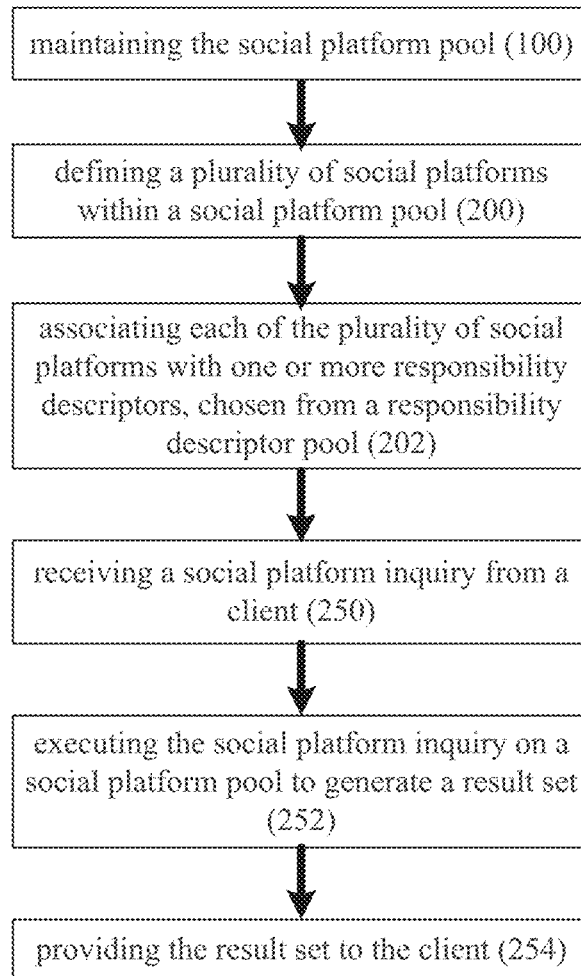 maintaining the social platform pool (100)
defining a plurality of social platforms
within a social platform pool (200)
associating each of the plurality of social
platforms with one or more responsibility
descriptors, chosen from a responsibility
descriptor pool (202)
receiving a social platform inquiry from a
client (250)
executing the social platform inquiry on a
social platform pool to generate a result set
(252)
providing the result set to the client (254)